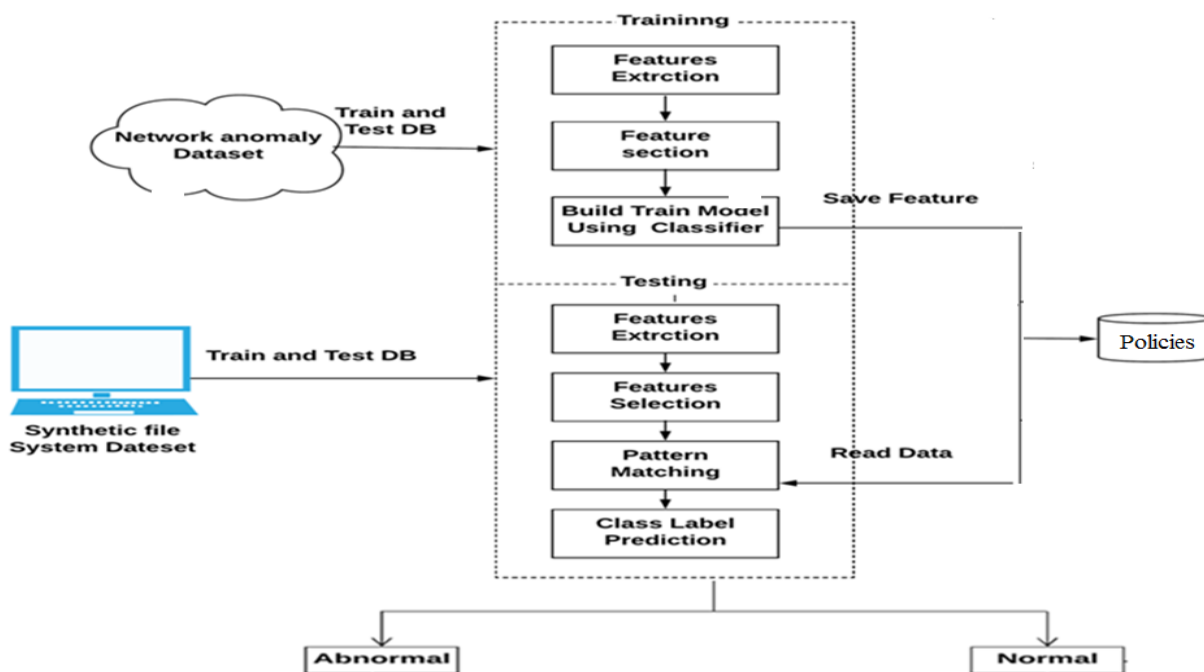 Traininng
Features
Extrction
Train and
Test DB
Network anomaly
Dataset
Feature
section
Build Train Model
Using Classifier
Save Feature
Testing
Features
Extrction
Policies
Train and Test DB
Features
Selection
Synthetic file
System Dateset
Pattern
Matching
Read Data
Class Label
Prediction
Abnormal
Normal